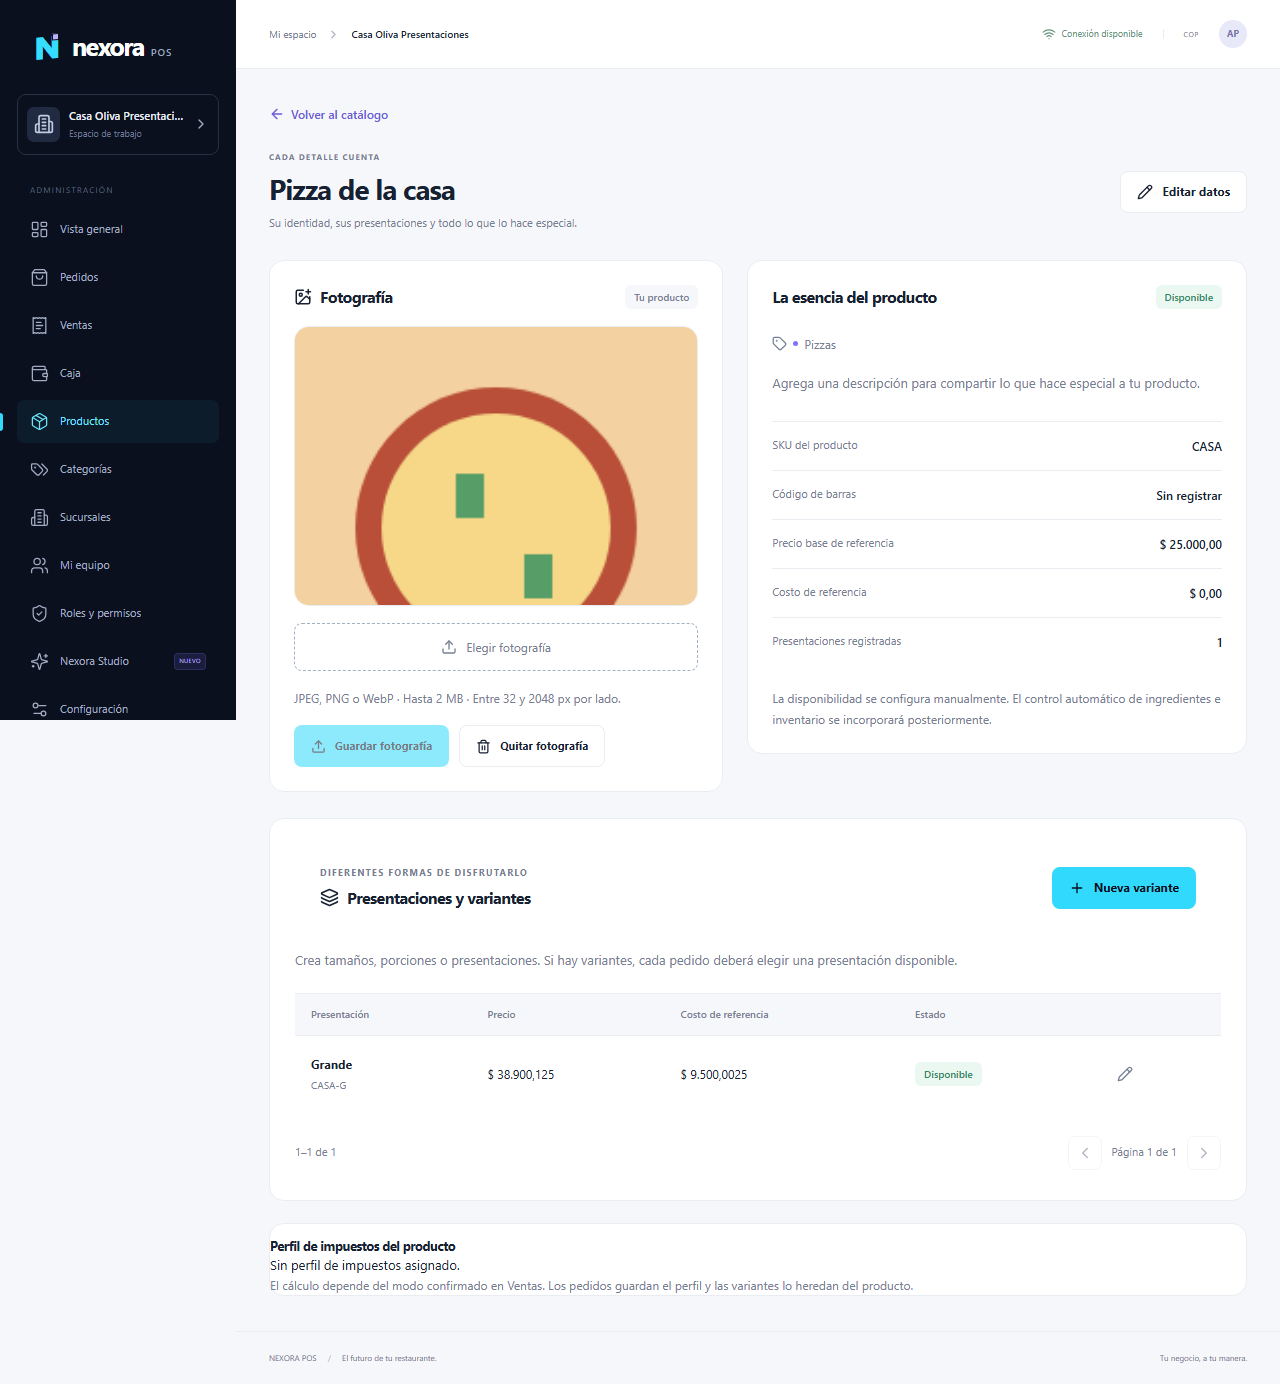 nexora POS
Casa Oliva Presentaci...
Espacio de trabajo
ADMINISTRACIÓN
Vista general
Pedidos
Ventas
Caja
Productos
Categorías
Sucursales
Mi equipo
Roles y permisos
Nexora Studio NUEVO
Configuración
Mi espacio > Casa Oliva Presentaciones
Conexión disponible COP AP
Volver al catálogo
CADA DETALLE CUENTA
Pizza de la casa
Editar datos
Su identidad, sus presentaciones y todo lo que lo hace especial.
Fotografía
Tu producto
Elegir fotografía
JPEG, PNG o WebP · Hasta 2 MB · Entre 32 y 2048 px por lado.
Guardar fotografía Quitar fotografía
La esencia del producto
Disponible
Pizzas
Agrega una descripción para compartir lo que hace especial a tu producto.
SKU del producto CASA
Código de barras Sin registrar
Precio base de referencia $ 25.000,00
Costo de referencia $ 0,00
Presentaciones registradas 1
La disponibilidad se configura manualmente. El control automático de ingredientes e
inventario se incorporará posteriormente.
DIFERENTES FORMAS DE DISFRUTARLO
Presentaciones y variantes
Nueva variante
Crea tamaños, porciones o presentaciones. Si hay variantes, cada pedido deberá elegir una presentación disponible.
Presentación Precio Costo de referencia Estado
Grande
CASA-G
$ 38.900,125 $ 9.500,0025 Disponible
1–1 de 1
Página 1 de 1
Perfil de impuestos del producto
Sin perfil de impuestos asignado.
El cálculo depende del modo confirmado en Ventas. Los pedidos guardan el perfil y las variantes lo heredan del producto.
NEXORA POS / El futuro de tu restaurante.
Tu negocio, a tu manera.